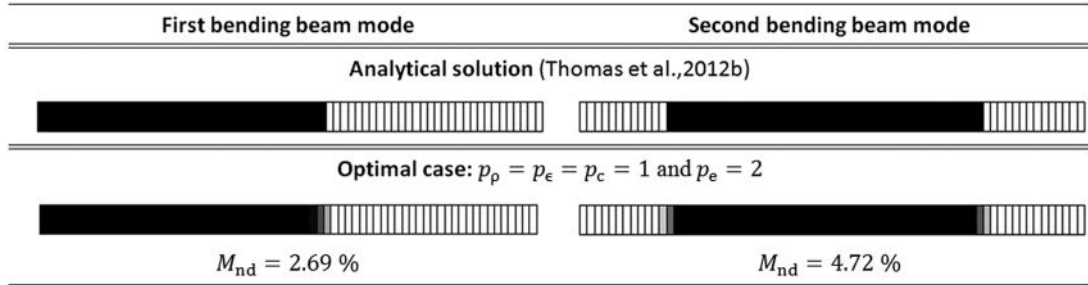 First bending beam mode Second bending beam mode
Analytical solution (Thomas et al.,2012b)
Optimal case: pρ = pϵ = pc = 1 and pe = 2
Mnd = 2.69 % Mnd = 4.72 %